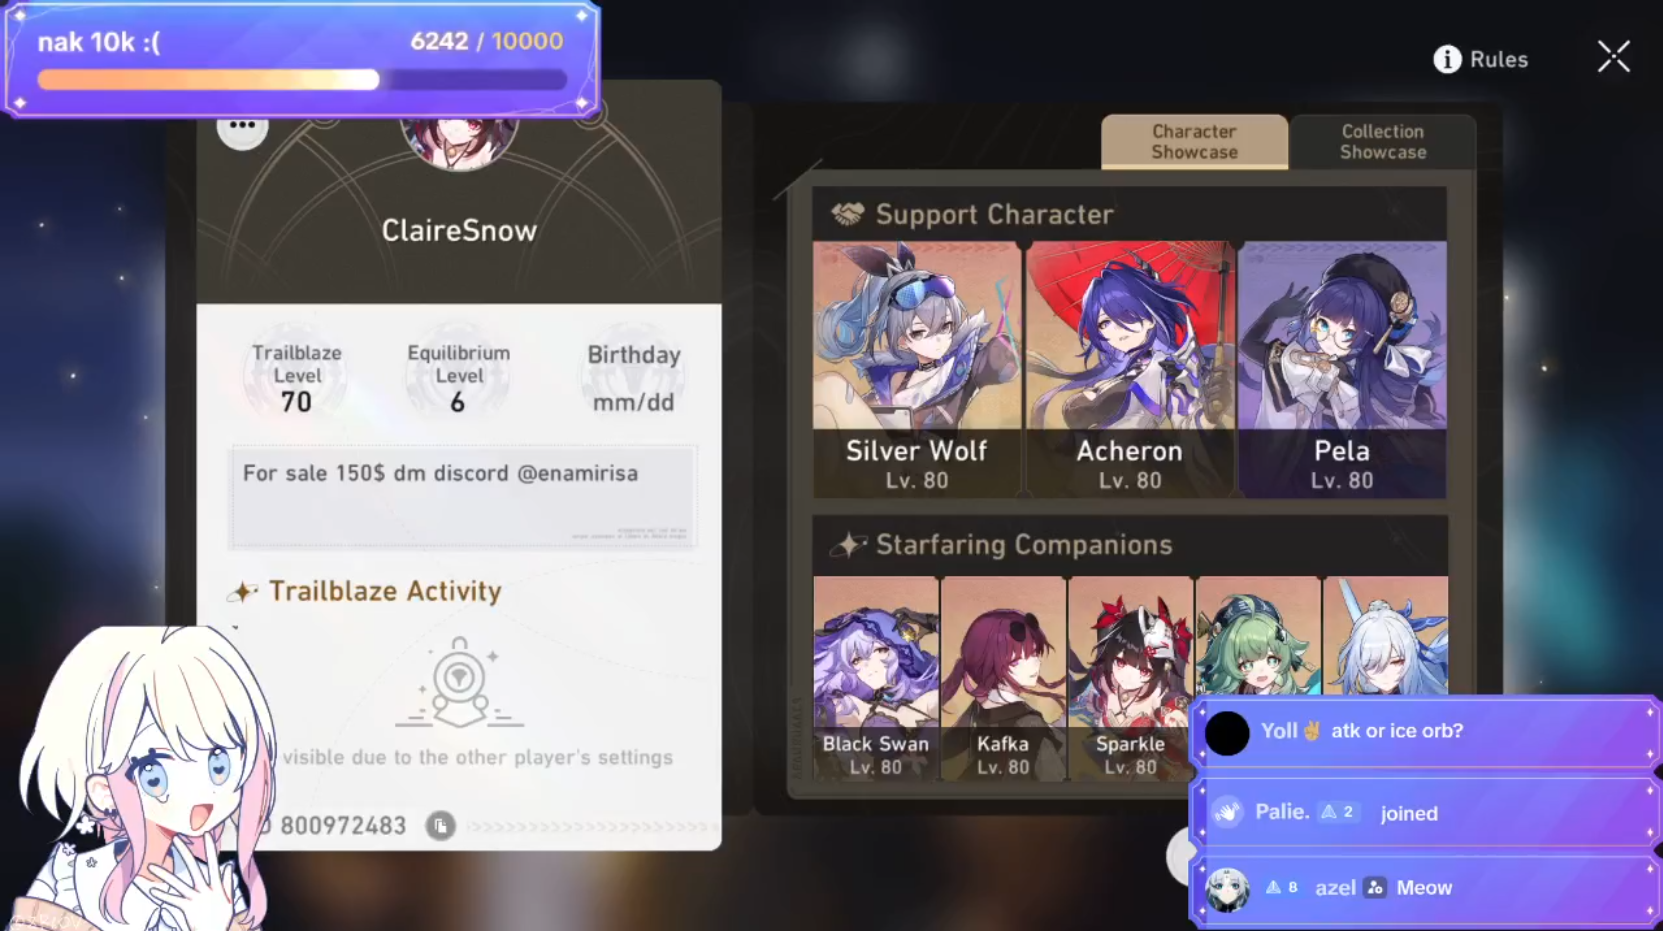 nak 10k :(
6242 / 10000
Rules
Character
Showcase
Collection
Showcase
ClaireSnow
Trailblaze
Level
70
Equilibrium
Level
6
Birthday
mm/dd
For sale 150$ dm discord @enamirisa
Trailblaze Activity
visible due to the other player's settings
800972483
Support Character
Silver Wolf
Lv. 80
Acheron
Lv. 80
Pela
Lv. 80
Starfaring Companions
Black Swan
Lv. 80
Kafka
Lv. 80
Sparkle
Lv. 80
Yoll✌ atk or ice orb?
Palie. 2 joined
8 azel Meow